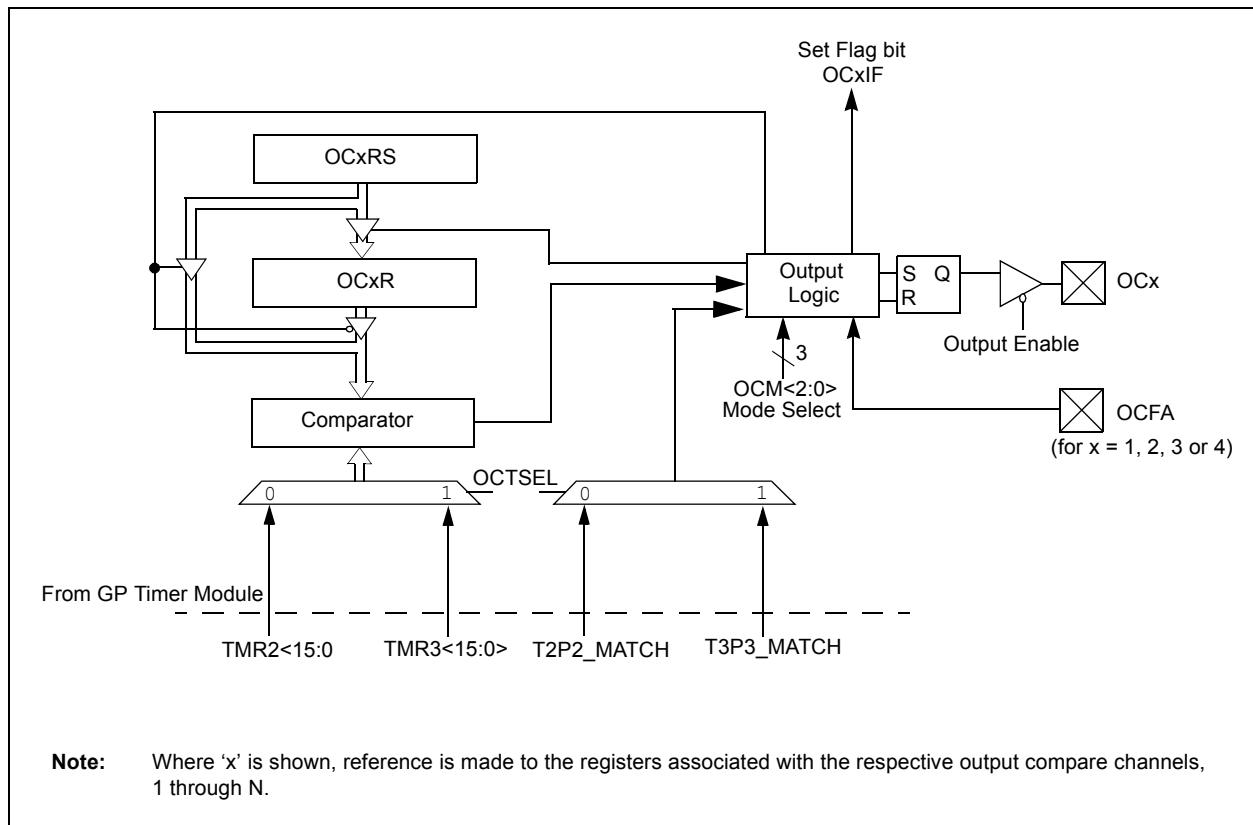 Set Flag bit
OCxIF
OCxRS
OCxR
Output
Logic
S Q
R
OCx
Output Enable
3
OCM<2:0>
Mode Select
OCFA
(for x = 1, 2, 3 or 4)
Comparator
0 1 OCTSEL 0 1
From GP Timer Module
TMR2<15:0 TMR3<15:0> T2P2_MATCH T3P3_MATCH
Note: Where ‘x’ is shown, reference is made to the registers associated with the respective output compare channels,
1 through N.